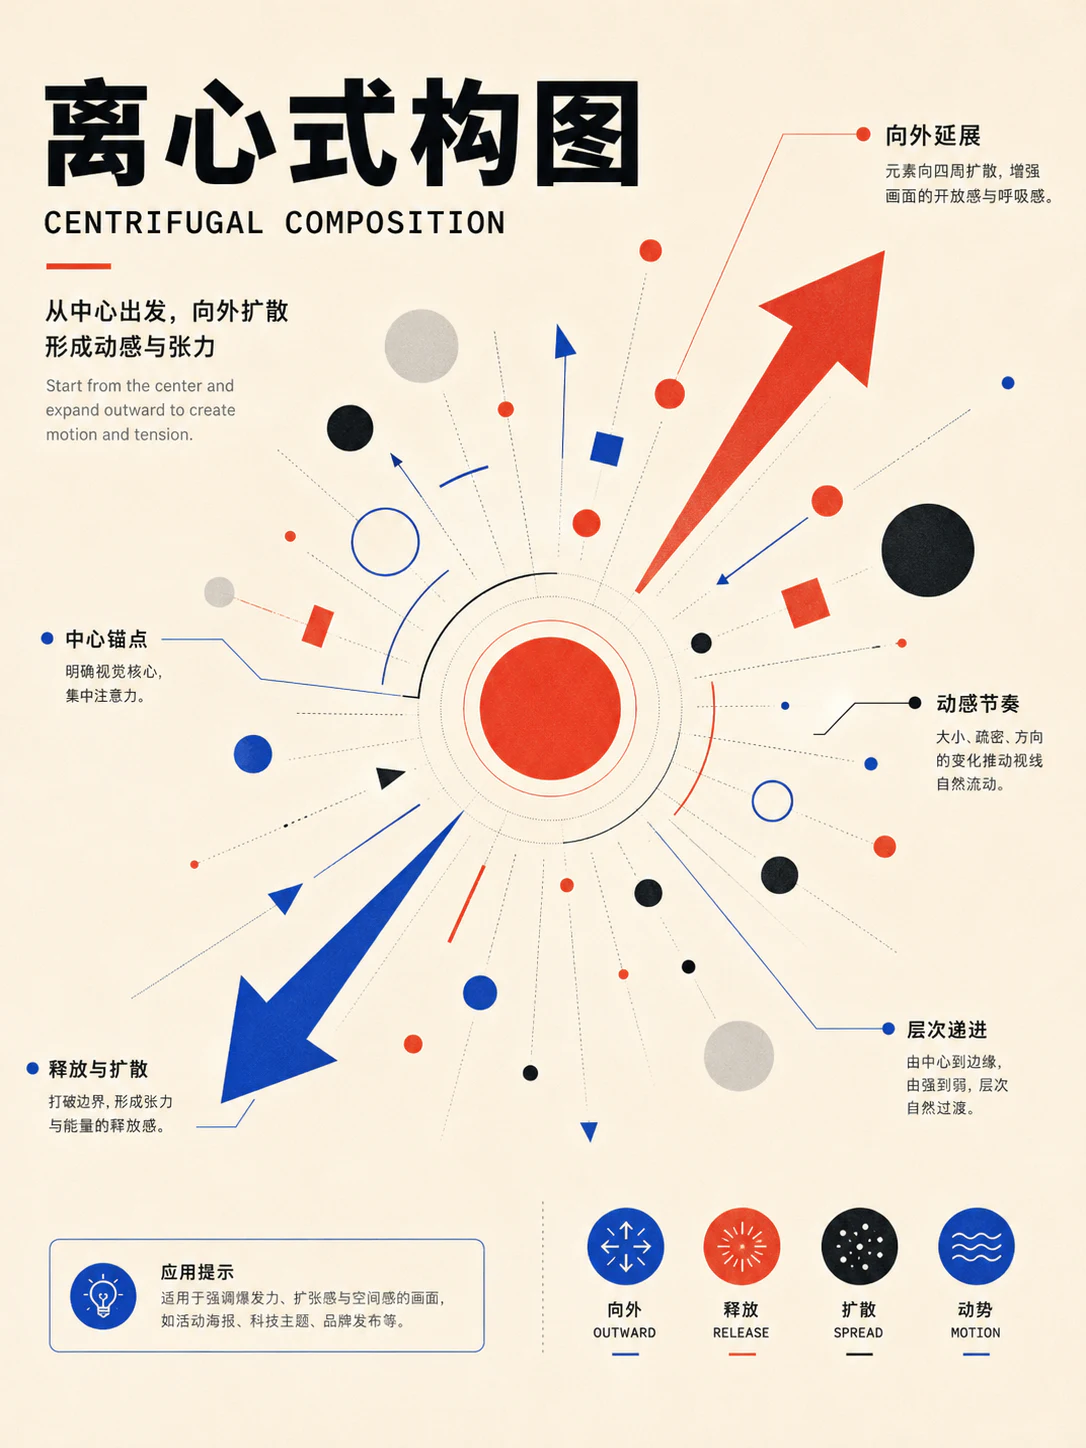 离心式构图
CENTRIFUGAL COMPOSITION
从中心出发，向外扩散
形成动感与张力
Start from the center and
expand outward to create
motion and tension.
向外延展
元素向四周扩散，增强
画面的开放感与呼吸感。
中心锚点
明确视觉核心，
集中注意力。
动感节奏
大小、疏密、方向
的变化推动视线
自然流动。
层次递进
由中心到边缘，
由强到弱，层次
自然过渡。
释放与扩散
打破边界，形成张力
与能量的释放感。
应用提示
适用于强调爆发力、扩张感与空间感的画面，
如活动海报、科技主题、品牌发布等。
向外
OUTWARD
释放
RELEASE
扩散
SPREAD
动势
MOTION